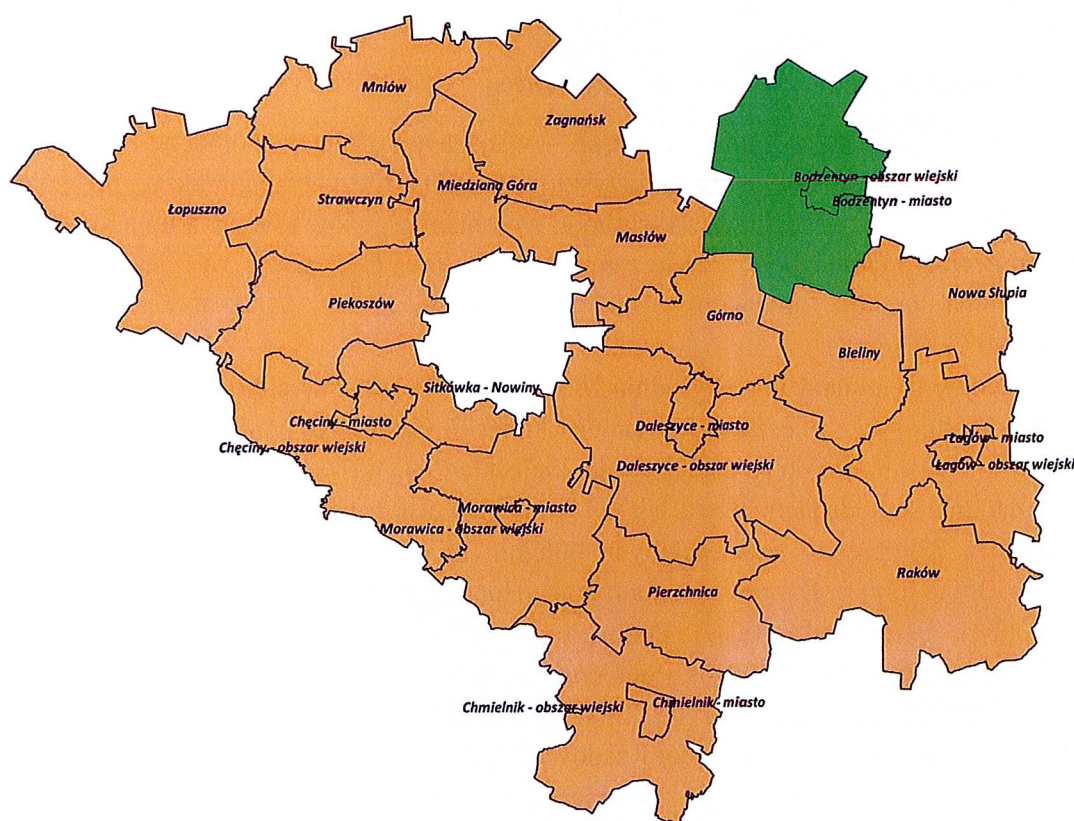 Mniów
Zagnańsk
Bodzentyn - obszar wiejski
Miedziana Góra
Strawczyn
Bodzentyn - miasto
Łopuszno
Masłów
Nowa Słupia
Piekoszów
Górno
Bieliny
Sitkówka - Nowiny
Chęciny - miasto
Daleszyce - miasto
Łagów - miasto
Chęciny - obszar wiejski
Daleszyce - obszar wiejski
Łagów - obszar wiejski
Morawica - miasto
Morawica - obszar wiejski
Raków
Pierzchnica
Chmielnik - miasto
Chmielnik - obszar wiejski